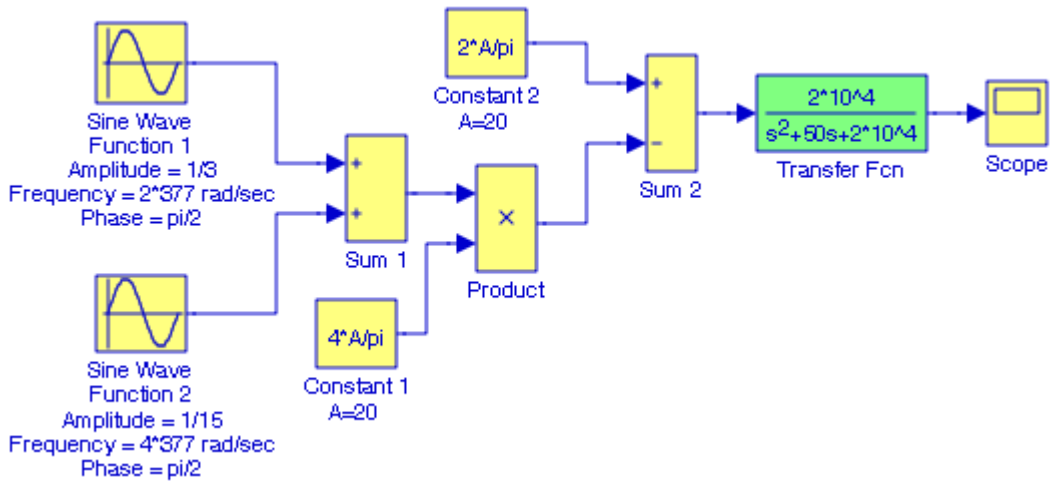 2*A/pi
Constant 2
A=20
Sine Wave
Function 1
Amplitude = 1/3
Frequency = 2*377 rad/sec
Phase = pi/2
+
+
Sum 1
+
−
Sum 2
2*10^4
s²+50s+2*10^4
Transfer Fcn
Scope
×
Product
4*A/pi
Constant 1
A=20
Sine Wave
Function 2
Amplitude = 1/15
Frequency = 4*377 rad/sec
Phase = pi/2